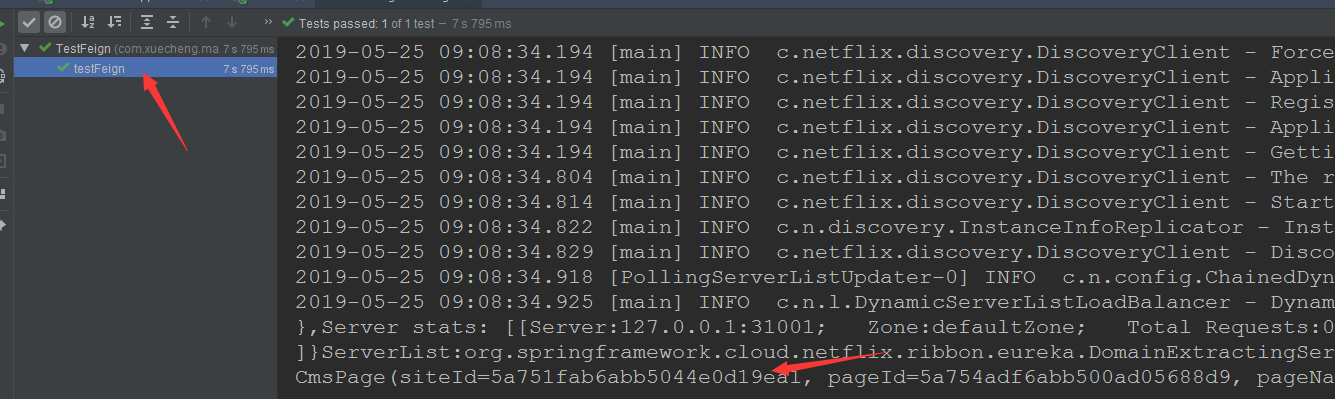 Tests passed: 1 of 1 test – 7 s 795 ms
TestFeign (com.xuecheng.ma 7 s 795 ms
testFeign 7 s 795 ms
2019-05-25 09:08:34.194 [main] INFO c.netflix.discovery.DiscoveryClient - Force
2019-05-25 09:08:34.194 [main] INFO c.netflix.discovery.DiscoveryClient - Appli
2019-05-25 09:08:34.194 [main] INFO c.netflix.discovery.DiscoveryClient - Regis
2019-05-25 09:08:34.194 [main] INFO c.netflix.discovery.DiscoveryClient - Appli
2019-05-25 09:08:34.194 [main] INFO c.netflix.discovery.DiscoveryClient - Getti
2019-05-25 09:08:34.804 [main] INFO c.netflix.discovery.DiscoveryClient - The r
2019-05-25 09:08:34.814 [main] INFO c.netflix.discovery.DiscoveryClient - Start
2019-05-25 09:08:34.822 [main] INFO c.n.discovery.InstanceInfoReplicator - Inst
2019-05-25 09:08:34.829 [main] INFO c.netflix.discovery.DiscoveryClient - Disco
2019-05-25 09:08:34.918 [PollingServerListUpdater-0] INFO c.n.config.ChainedDyn
2019-05-25 09:08:34.925 [main] INFO c.n.l.DynamicServerListLoadBalancer - Dynam
},Server stats: [[Server:127.0.0.1:31001; Zone:defaultZone; Total Requests:0
]}ServerList:org.springframework.cloud.netflix.ribbon.eureka.DomainExtractingSer
CmsPage(siteId=5a751fab6abb5044e0d19ea1, pageId=5a754adf6abb500ad05688d9, pageNa